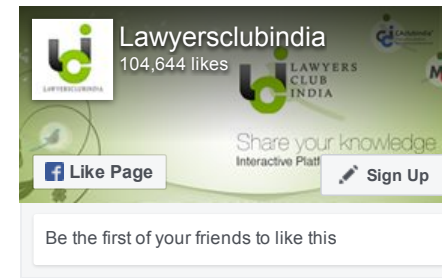 Lawyersclubindia
104,644 likes
LAWYERSCLUBINDIA
LAWYERS
CLUB
INDIA
Share your knowledge
Interactive Platf
Like Page
Sign Up
Be the first of your friends to like this